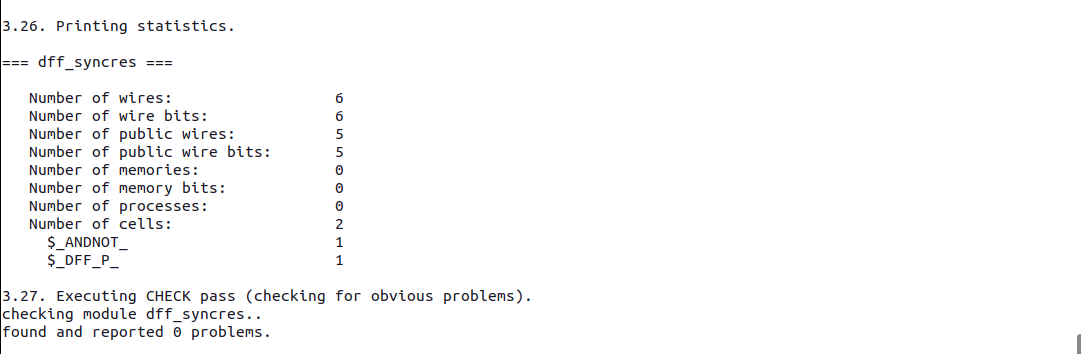 3.26. Printing statistics.
=== dff_syncres ===
Number of wires: 6
Number of wire bits: 6
Number of public wires: 5
Number of public wire bits: 5
Number of memories: 0
Number of memory bits: 0
Number of processes: 0
Number of cells: 2
$_ANDNOT_ 1
$_DFF_P_ 1
3.27. Executing CHECK pass (checking for obvious problems).
checking module dff_syncres..
found and reported 0 problems.